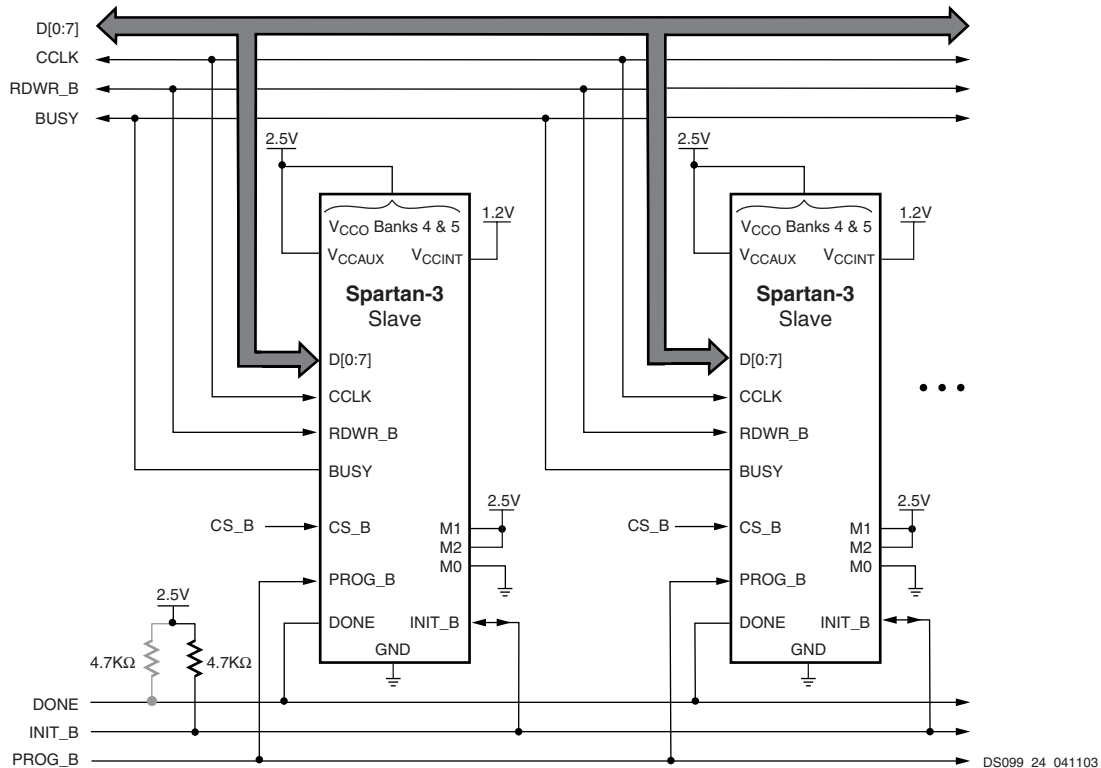 D[0:7]
CCLK
RDWR_B
BUSY
2.5V
2.5V
1.2V
1.2V
VCCO Banks 4 & 5
VCCAUX VCCINT
Spartan-3
Slave
D[0:7]
CCLK
RDWR_B
BUSY
CS_B
CS_B
PROG_B
DONE
INIT_B
GND
M1
M2
M0
2.5V
VCCO Banks 4 & 5
VCCAUX VCCINT
Spartan-3
Slave
D[0:7]
CCLK
RDWR_B
BUSY
CS_B
CS_B
PROG_B
DONE
INIT_B
GND
M1
M2
M0
2.5V
• • •
2.5V
4.7KΩ
4.7KΩ
DONE
INIT_B
PROG_B
DS099_24_041103